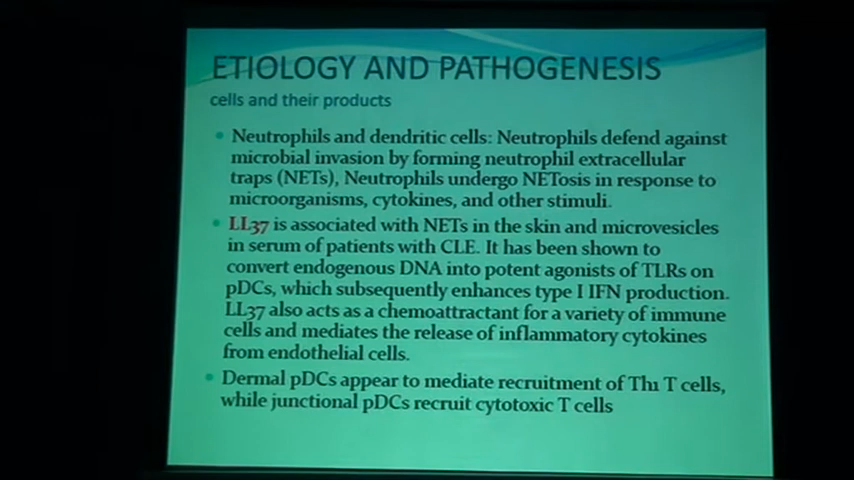 ETIOLOGY AND PATHOGENESIS
cells and their products
Neutrophils and dendritic cells: Neutrophils defend against
microbial invasion by forming neutrophil extracellular
traps (NETs), Neutrophils undergo NETosis in response to
microorganisms, cytokines, and other stimuli.
LL37 is associated with NETs in the skin and microvesicles
in serum of patients with CLE. It has been shown to
convert endogenous DNA into potent agonists of TLRs on
pDCs, which subsequently enhances type I IFN production.
LL37 also acts as a chemoattractant for a variety of immune
cells and mediates the release of inflammatory cytokines
from endothelial cells.
Dermal pDCs appear to mediate recruitment of Th1 T cells,
while junctional pDCs recruit cytotoxic T cells